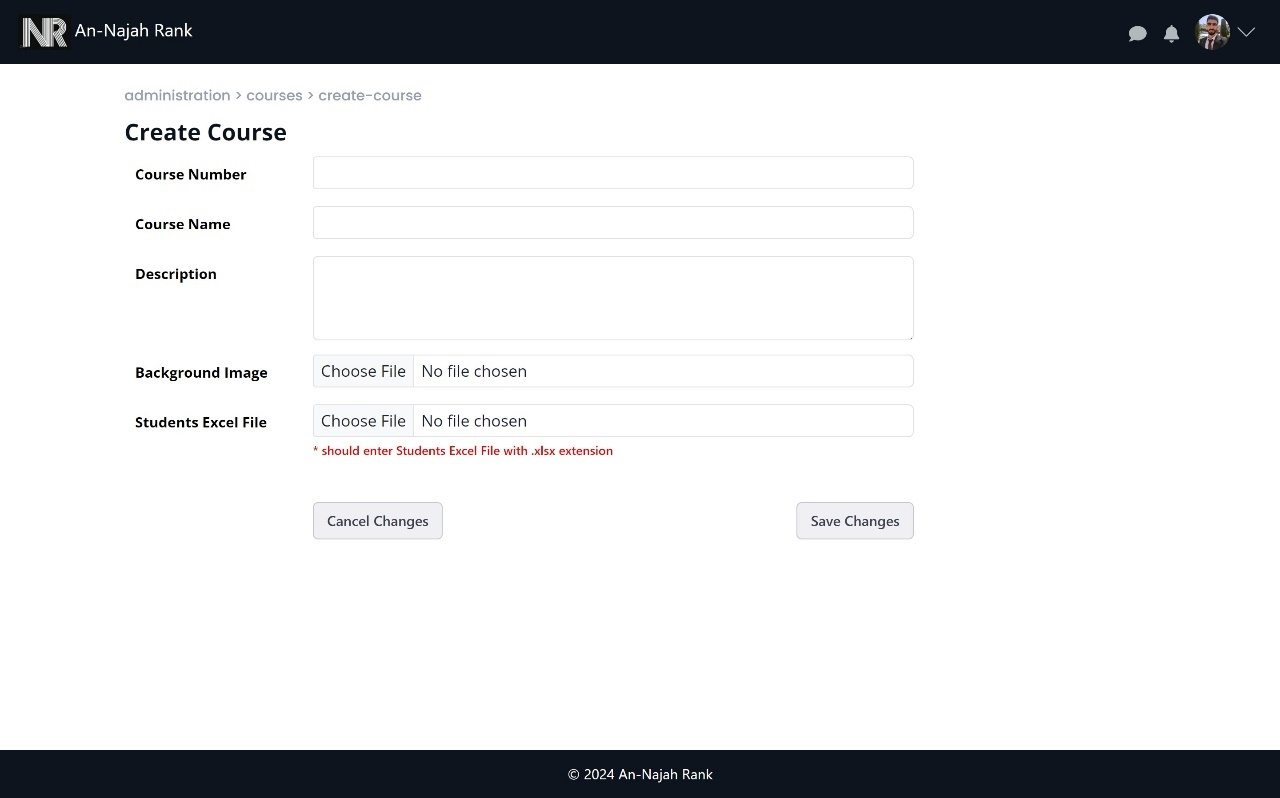 NR An-Najah Rank
administration > courses > create-course
Create Course
Course Number
Course Name
Description
Background Image Choose File No file chosen
Students Excel File Choose File No file chosen
* should enter Students Excel File with .xlsx extension
Cancel Changes Save Changes
© 2024 An-Najah Rank